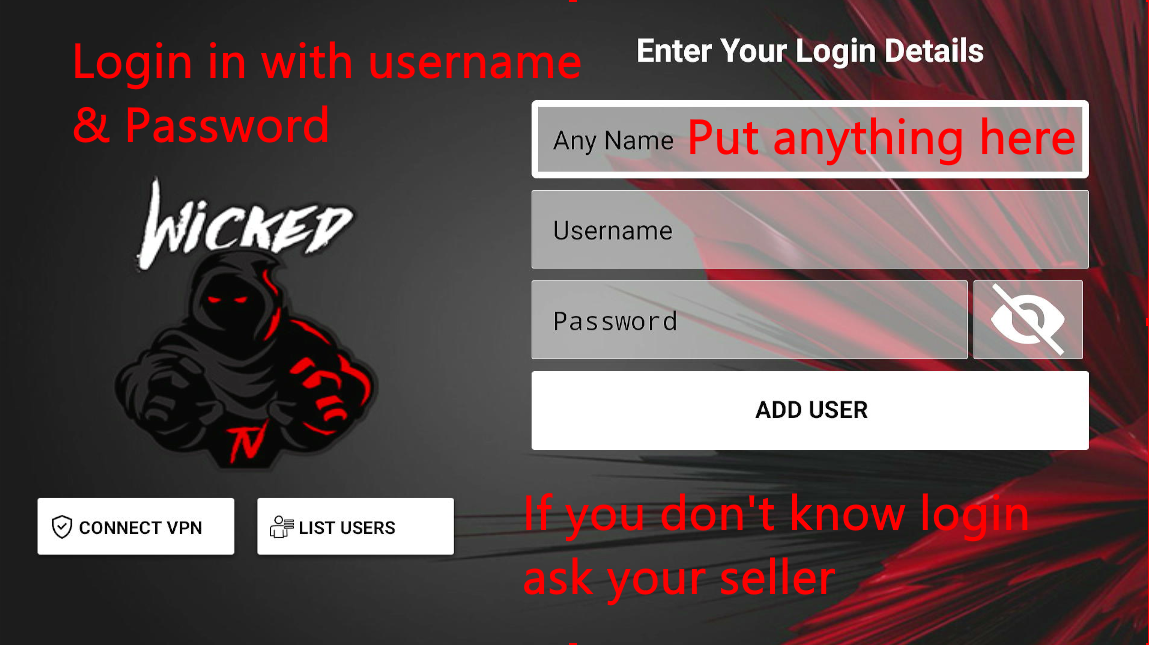 Login in with username
& Password
Enter Your Login Details
Any Name Put anything here
Username
Password
ADD USER
WiCKED
TV
CONNECT VPN
LIST USERS
If you don't know login
ask your seller